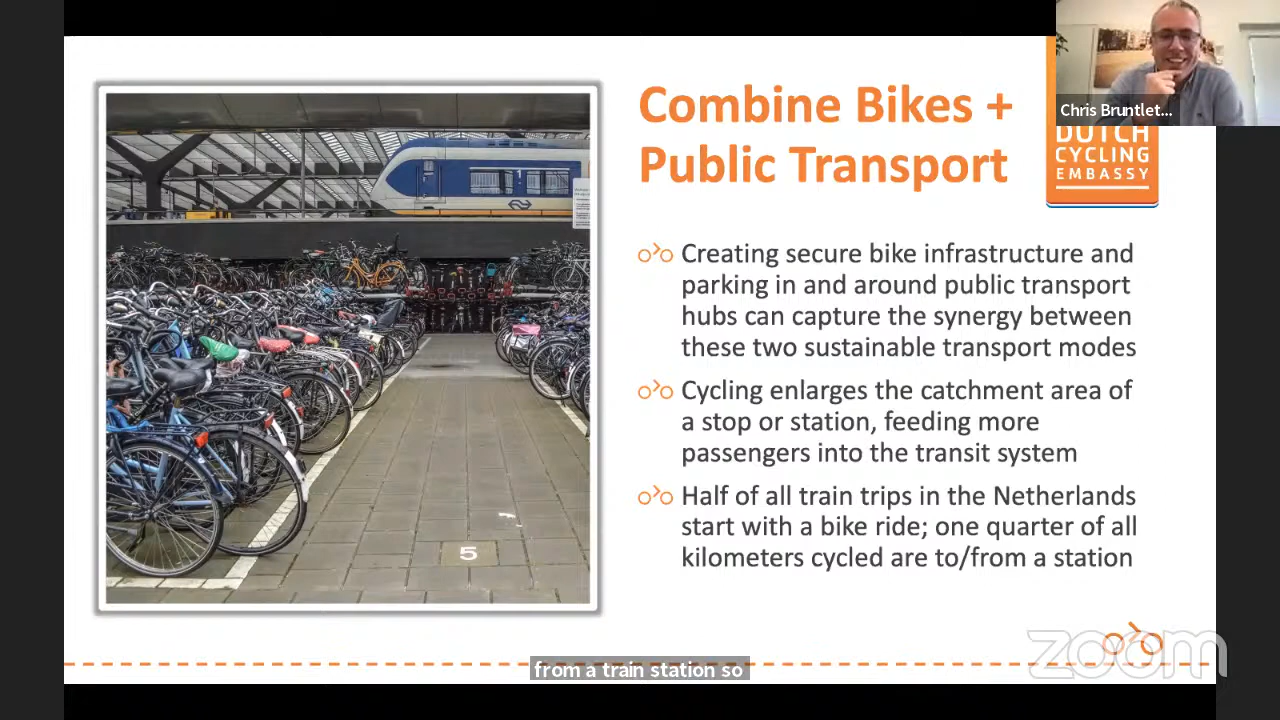 Combine Bikes +
Public Transport
Chris Bruntlet...
DUTCH
CYCLING
EMBASSY
Creating secure bike infrastructure and
parking in and around public transport
hubs can capture the synergy between
these two sustainable transport modes
Cycling enlarges the catchment area of
a stop or station, feeding more
passengers into the transit system
Half of all train trips in the Netherlands
start with a bike ride; one quarter of all
kilometers cycled are to/from a station
1
5
zoom
from a train station so